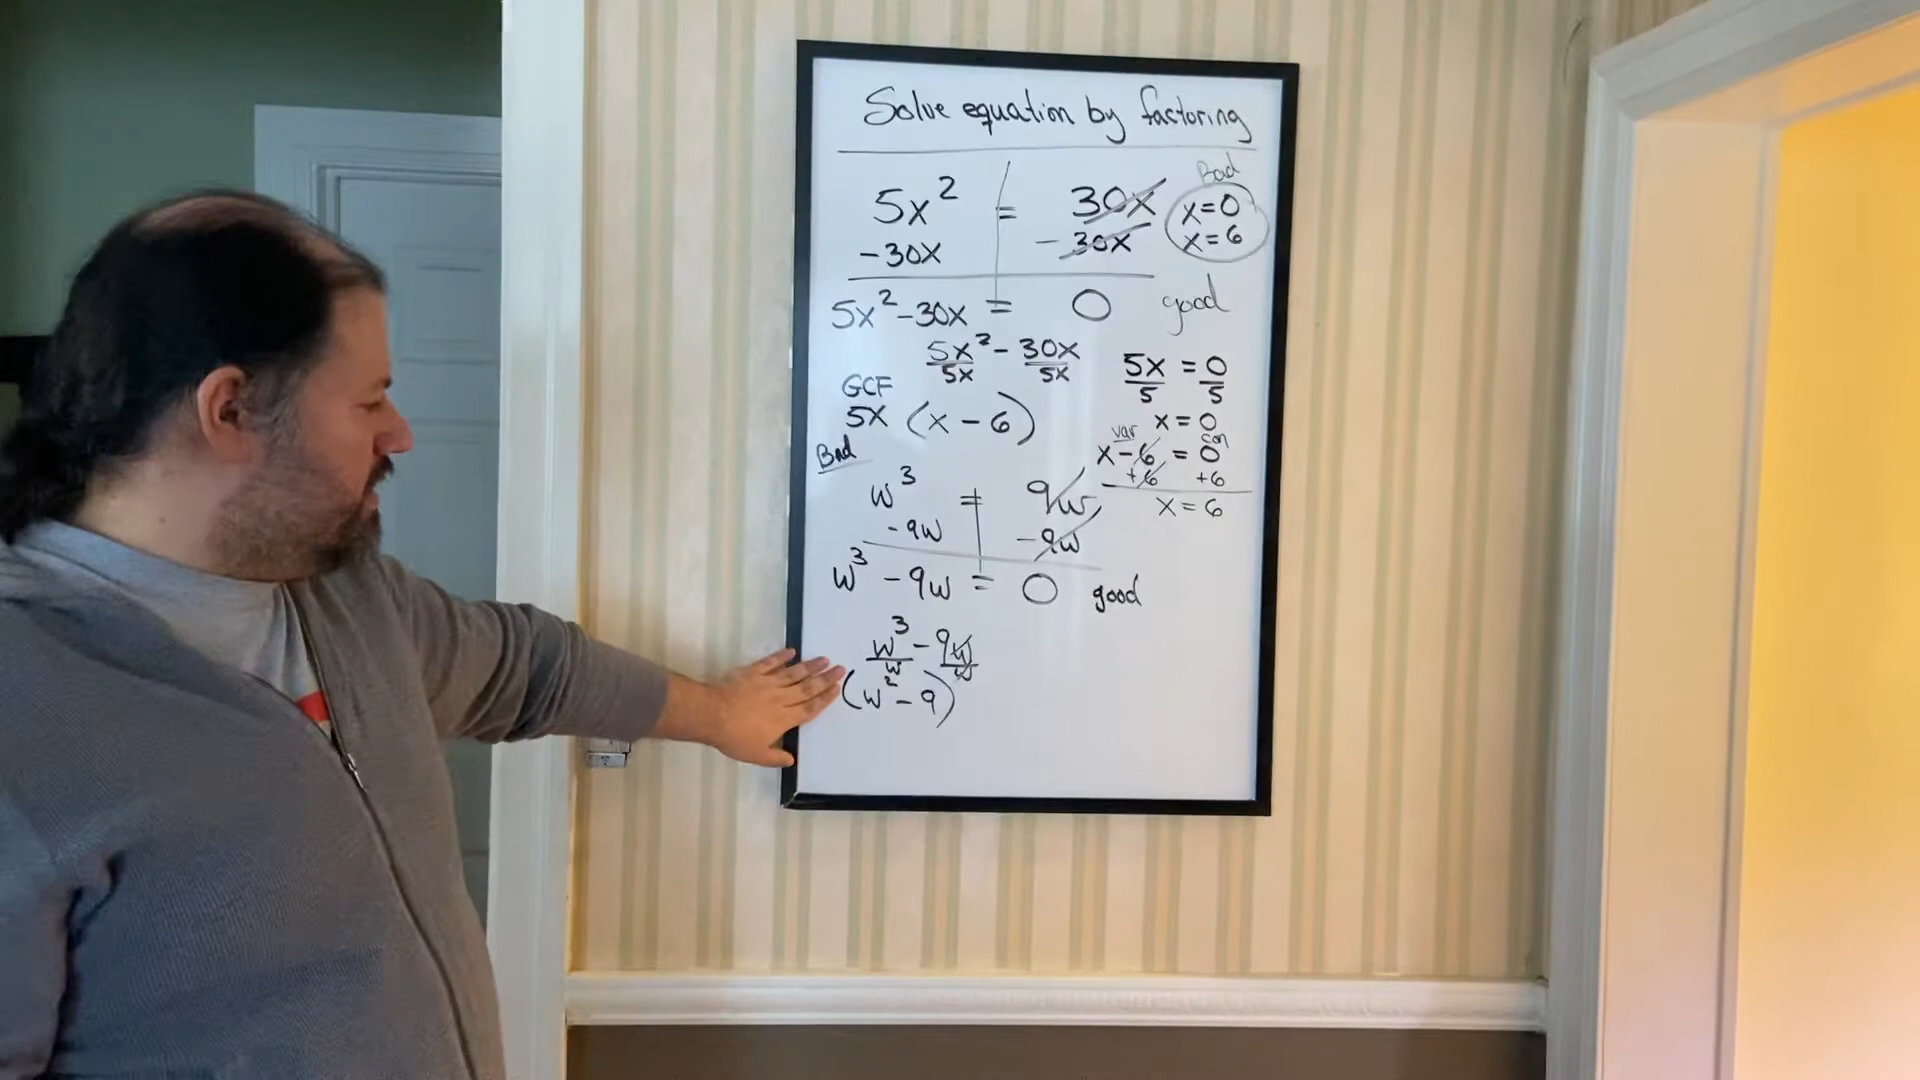 Solve equation by factoring
Bad
5x² = 30x
-30x - 30x
x=0
x=6
5x²-30x = 0 good
5x² - 30x
5x 5x
GCF
5x (x - 6)
5x = 0
5 5
x = 0
var con
x - 6 = 0
+6 +6
x = 6
Bad
w³ = 9w
-9w -9w
w³ - 9w = 0 good
w³ - 9w
w w
(w² - 9)